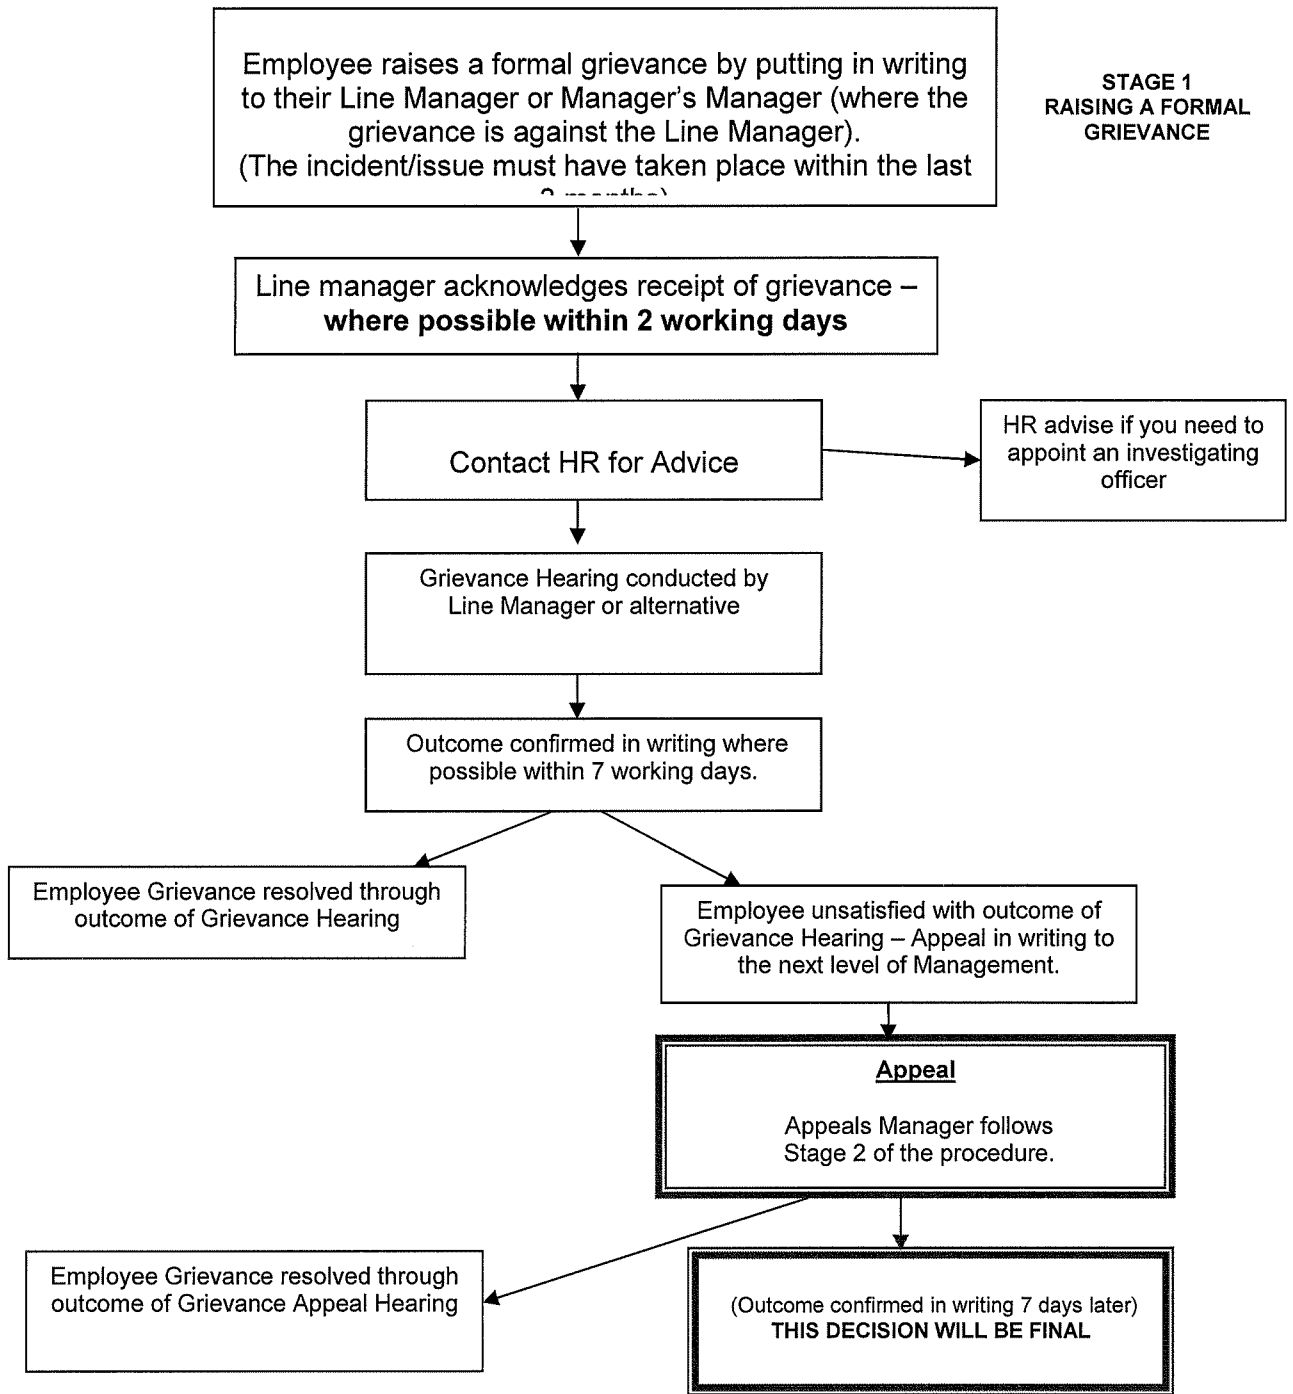 Employee raises a formal grievance by putting in writing
to their Line Manager or Manager's Manager (where the
grievance is against the Line Manager).
(The incident/issue must have taken place within the last
STAGE 1
RAISING A FORMAL
GRIEVANCE
Line manager acknowledges receipt of grievance –
where possible within 2 working days
Contact HR for Advice
HR advise if you need to
appoint an investigating
officer
Grievance Hearing conducted by
Line Manager or alternative
Outcome confirmed in writing where
possible within 7 working days.
Employee Grievance resolved through
outcome of Grievance Hearing
Employee unsatisfied with outcome of
Grievance Hearing – Appeal in writing to
the next level of Management.
Appeal
Appeals Manager follows
Stage 2 of the procedure.
Employee Grievance resolved through
outcome of Grievance Appeal Hearing
(Outcome confirmed in writing 7 days later)
THIS DECISION WILL BE FINAL